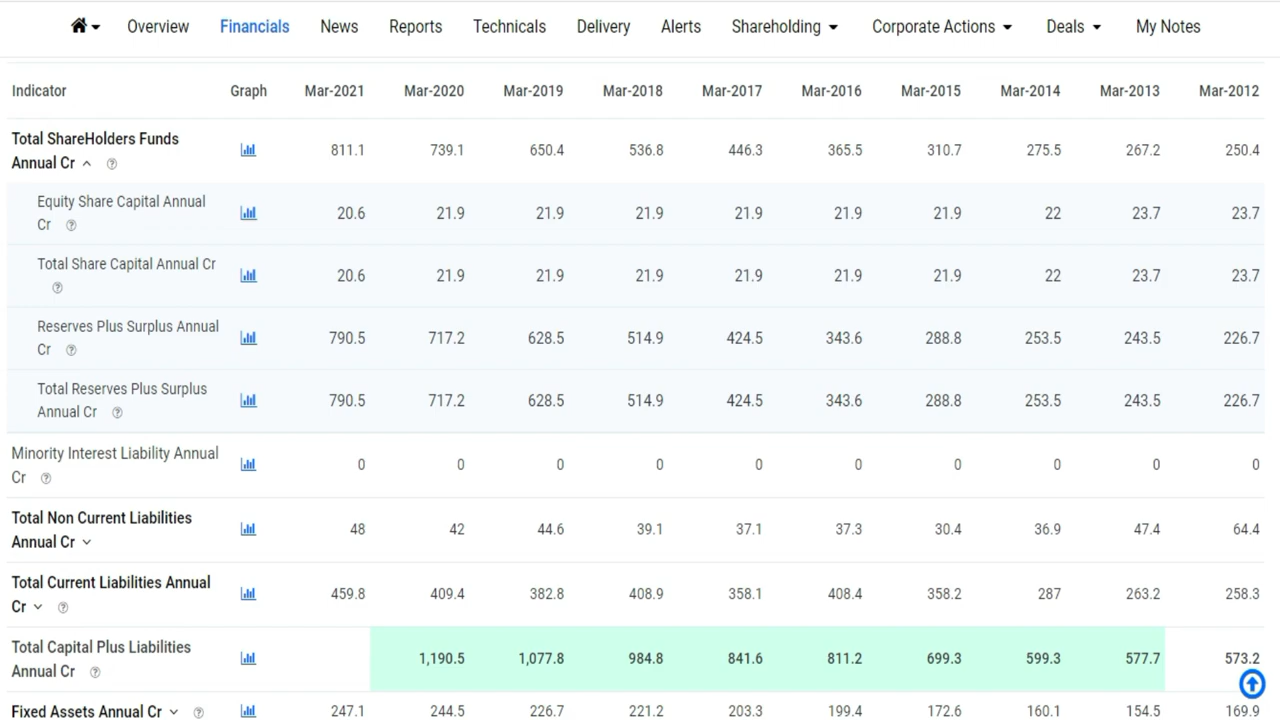 Overview Financials News Reports Technicals Delivery Alerts Shareholding Corporate Actions Deals My Notes
Indicator Graph Mar-2021 Mar-2020 Mar-2019 Mar-2018 Mar-2017 Mar-2016 Mar-2015 Mar-2014 Mar-2013 Mar-2012
Total ShareHolders Funds
Annual Cr 811.1 739.1 650.4 536.8 446.3 365.5 310.7 275.5 267.2 250.4
Equity Share Capital Annual
Cr 20.6 21.9 21.9 21.9 21.9 21.9 21.9 22 23.7 23.7
Total Share Capital Annual Cr 20.6 21.9 21.9 21.9 21.9 21.9 21.9 22 23.7 23.7
Reserves Plus Surplus Annual
Cr 790.5 717.2 628.5 514.9 424.5 343.6 288.8 253.5 243.5 226.7
Total Reserves Plus Surplus
Annual Cr 790.5 717.2 628.5 514.9 424.5 343.6 288.8 253.5 243.5 226.7
Minority Interest Liability Annual
Cr 0 0 0 0 0 0 0 0 0 0
Total Non Current Liabilities
Annual Cr 48 42 44.6 39.1 37.1 37.3 30.4 36.9 47.4 64.4
Total Current Liabilities Annual
Cr 459.8 409.4 382.8 408.9 358.1 408.4 358.2 287 263.2 258.3
Total Capital Plus Liabilities
Annual Cr 1,190.5 1,077.8 984.8 841.6 811.2 699.3 599.3 577.7 573.2
Fixed Assets Annual Cr 247.1 244.5 226.7 221.2 203.3 199.4 172.6 160.1 154.5 169.9